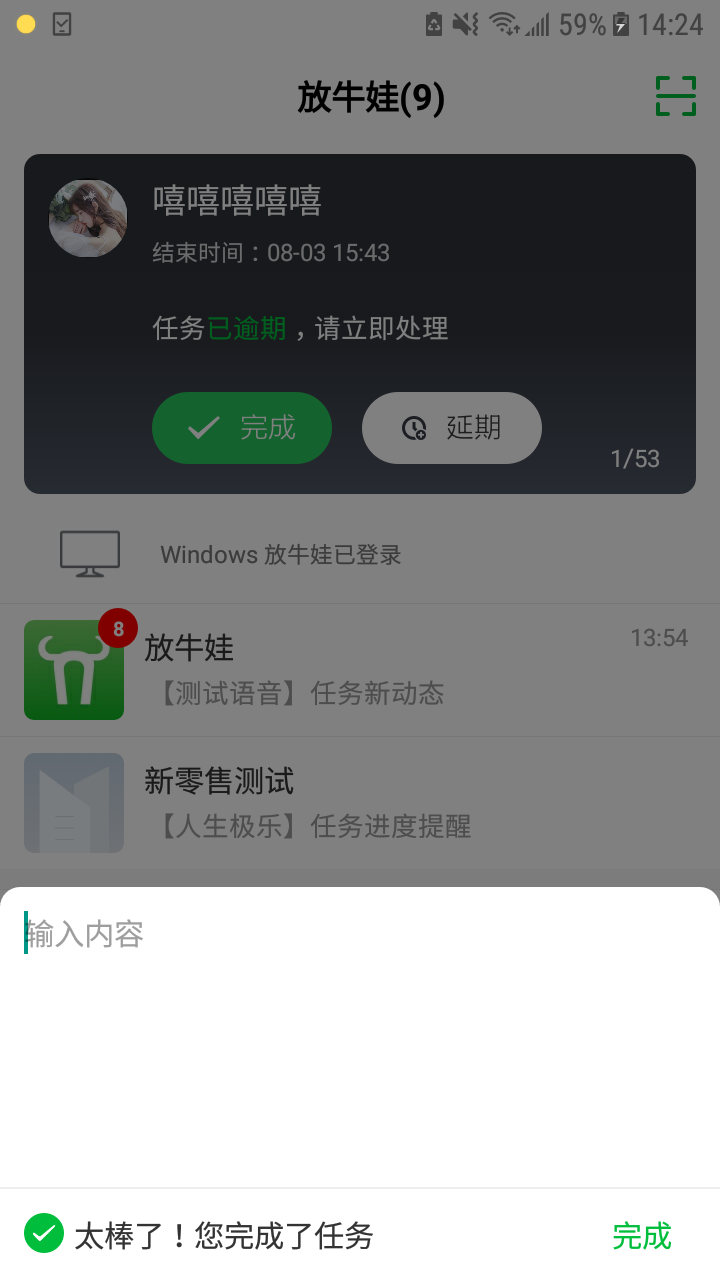 59% 14:24
放牛娃(9)
嘻嘻嘻嘻嘻
结束时间：08-03 15:43
任务已逾期，请立即处理
完成 延期
1/53
Windows 放牛娃已登录
8
放牛娃 13:54
【测试语音】任务新动态
新零售测试
【人生极乐】任务进度提醒
输入内容
太棒了！您完成了任务 完成